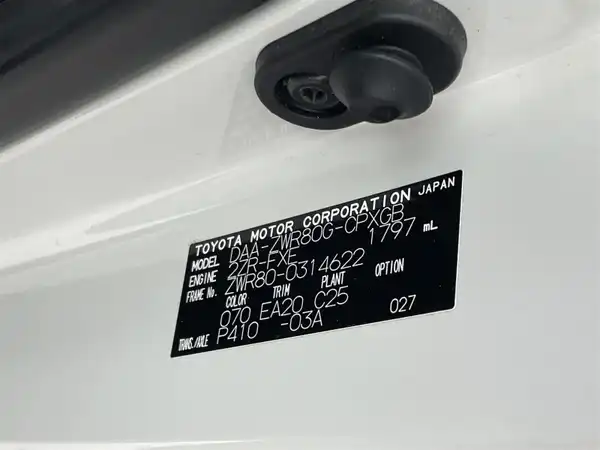 TOYOTA MOTOR CORPORATION JAPAN
MODEL DAA-ZWR80G-CPXGB
ENGINE 2ZR-FXE 1797 mL
FRAME No. ZWR80-0314622
COLOR TRIM PLANT OPTION
070 EA20 C25
TRANS./AXLE P410 -03A 027